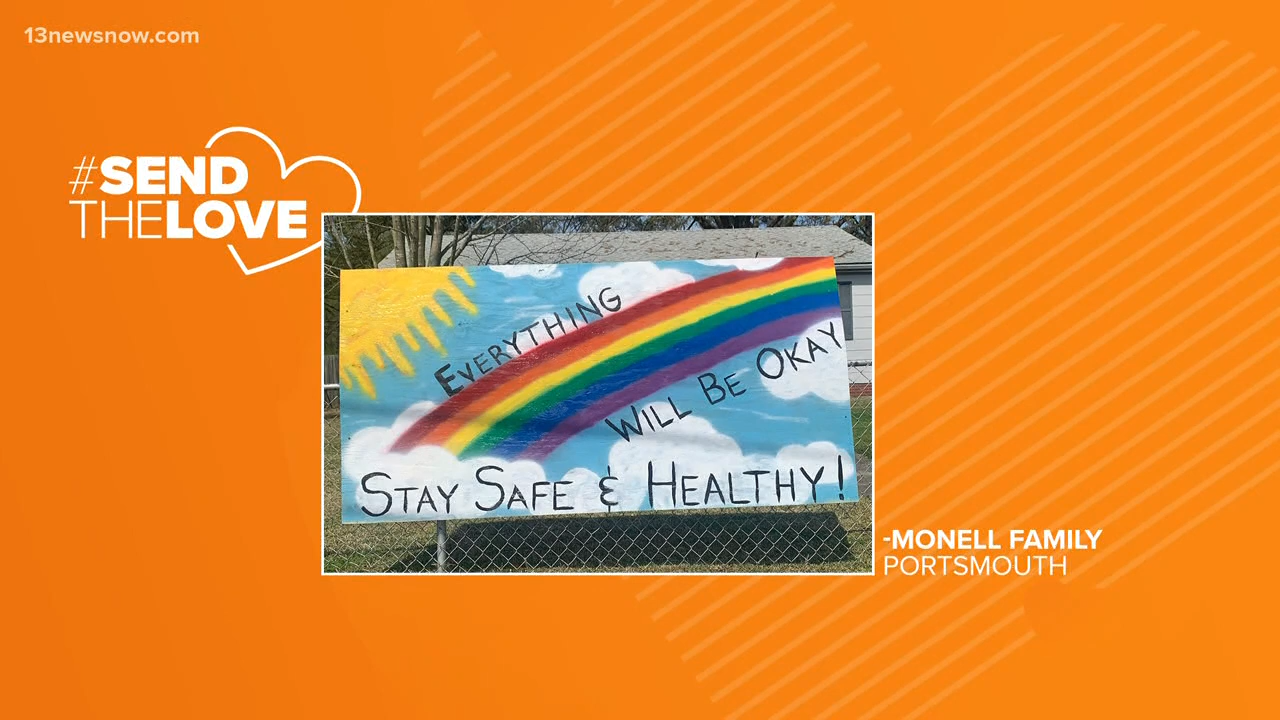 13newsnow.com
#SEND
THELOVE
EVERYTHING
WILL BE OKAY
STAY SAFE & HEALTHY!
-MONELL FAMILY
PORTSMOUTH